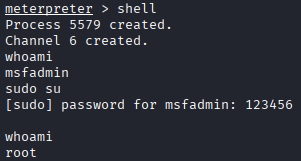 meterpreter > shell
Process 5579 created.
Channel 6 created.
whoami
msfadmin
sudo su
[sudo] password for msfadmin: 123456
whoami
root